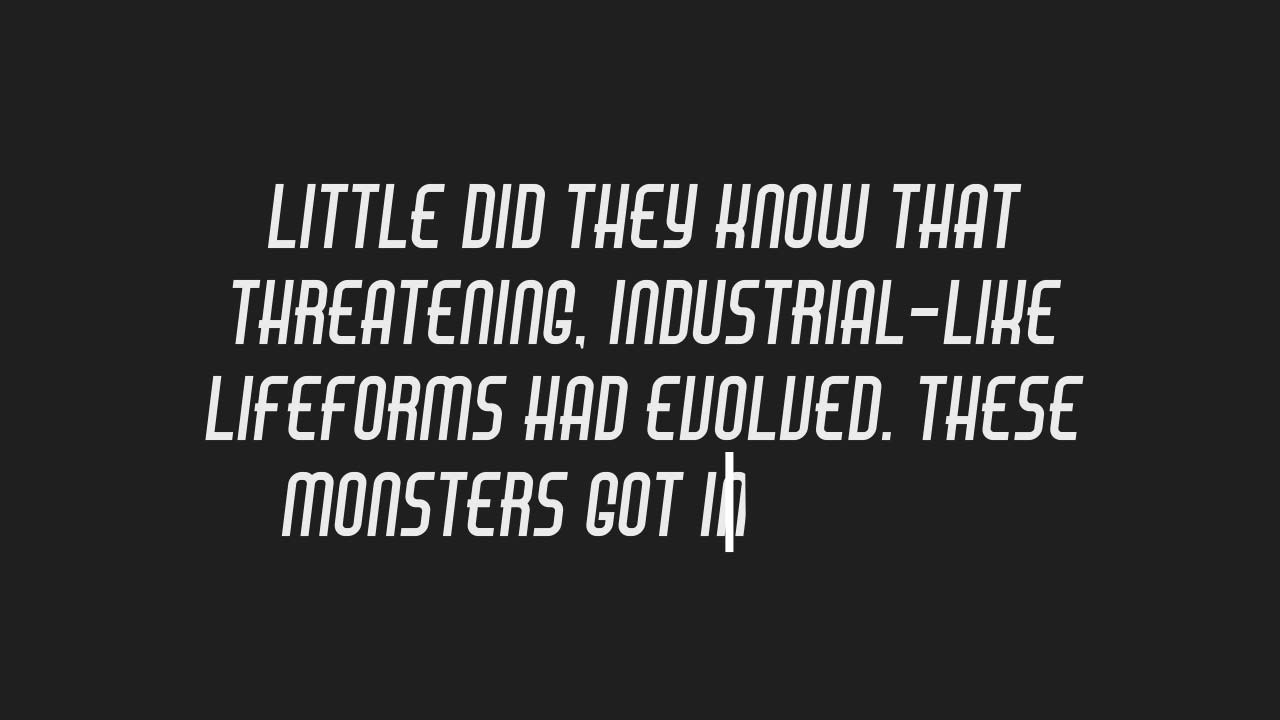 LITTLE DID THEY KNOW THAT
THREATENING, INDUSTRIAL-LIKE
LIFEFORMS HAD EVOLVED. THESE
MONSTERS GOT IN